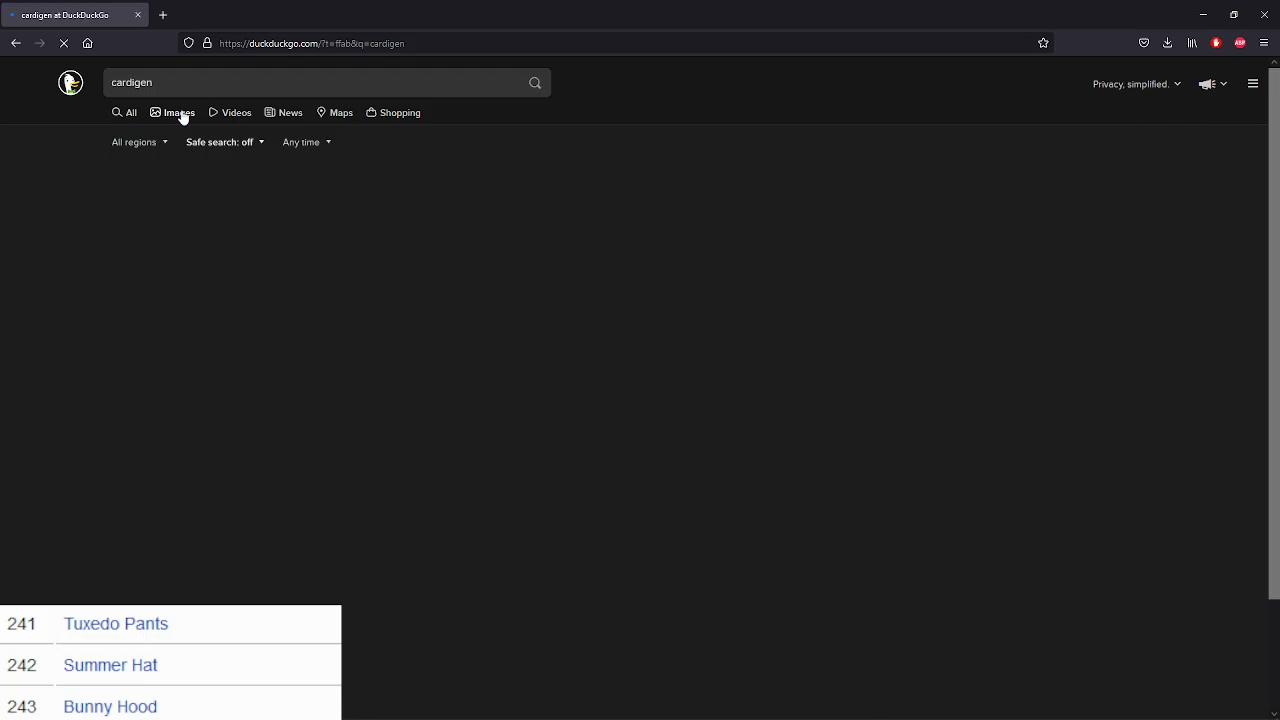 cardigen at DuckDuckGo
https://duckduckgo.com/?t=ffab&q=cardigen
cardigen
Privacy, simplified.
All Images Videos News Maps Shopping
All regions Safe search: off Any time
241 Tuxedo Pants
242 Summer Hat
243 Bunny Hood